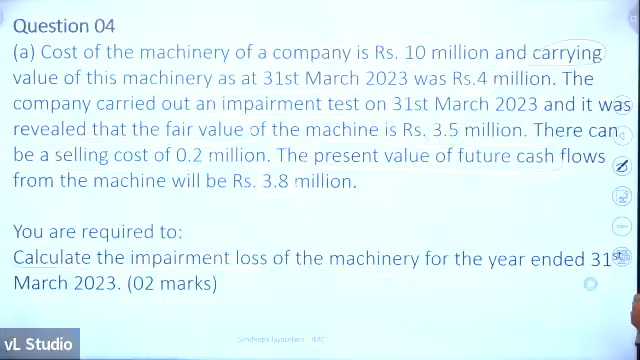 Question 04
(a) Cost of the machinery of a company is Rs. 10 million and carrying
value of this machinery as at 31st March 2023 was Rs.4 million. The
company carried out an impairment test on 31st March 2023 and it was
revealed that the fair value of the machine is Rs. 3.5 million. There can
be a selling cost of 0.2 million. The present value of future cash flows
from the machine will be Rs. 3.8 million.
You are required to:
Calculate the impairment loss of the machinery for the year ended 31st
March 2023. (02 marks)
vL Studio